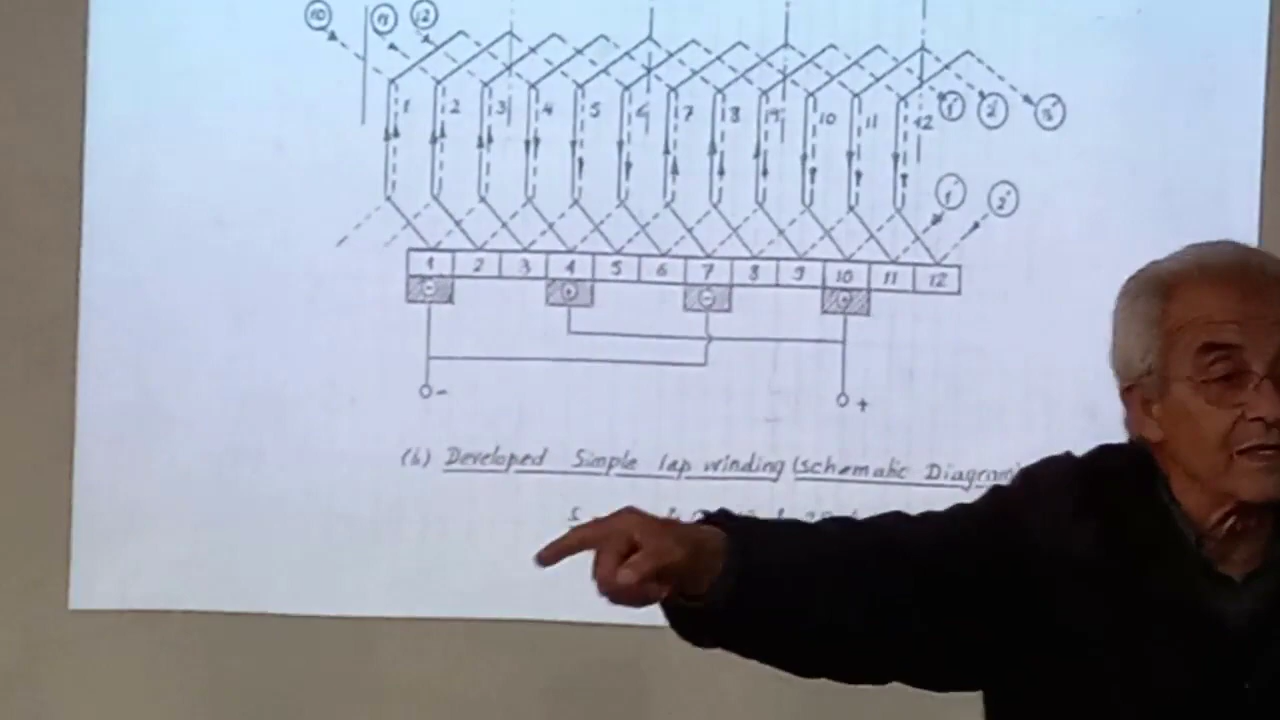 10 11 12
1 2 3 4 5 6 7 8 9 10 11 12 1' 2' 3'
1' 2'
1 2 3 4 5 6 7 8 9 10 11 12
- + - +
- +
(b) Developed Simple lap winding (schematic Diagram)